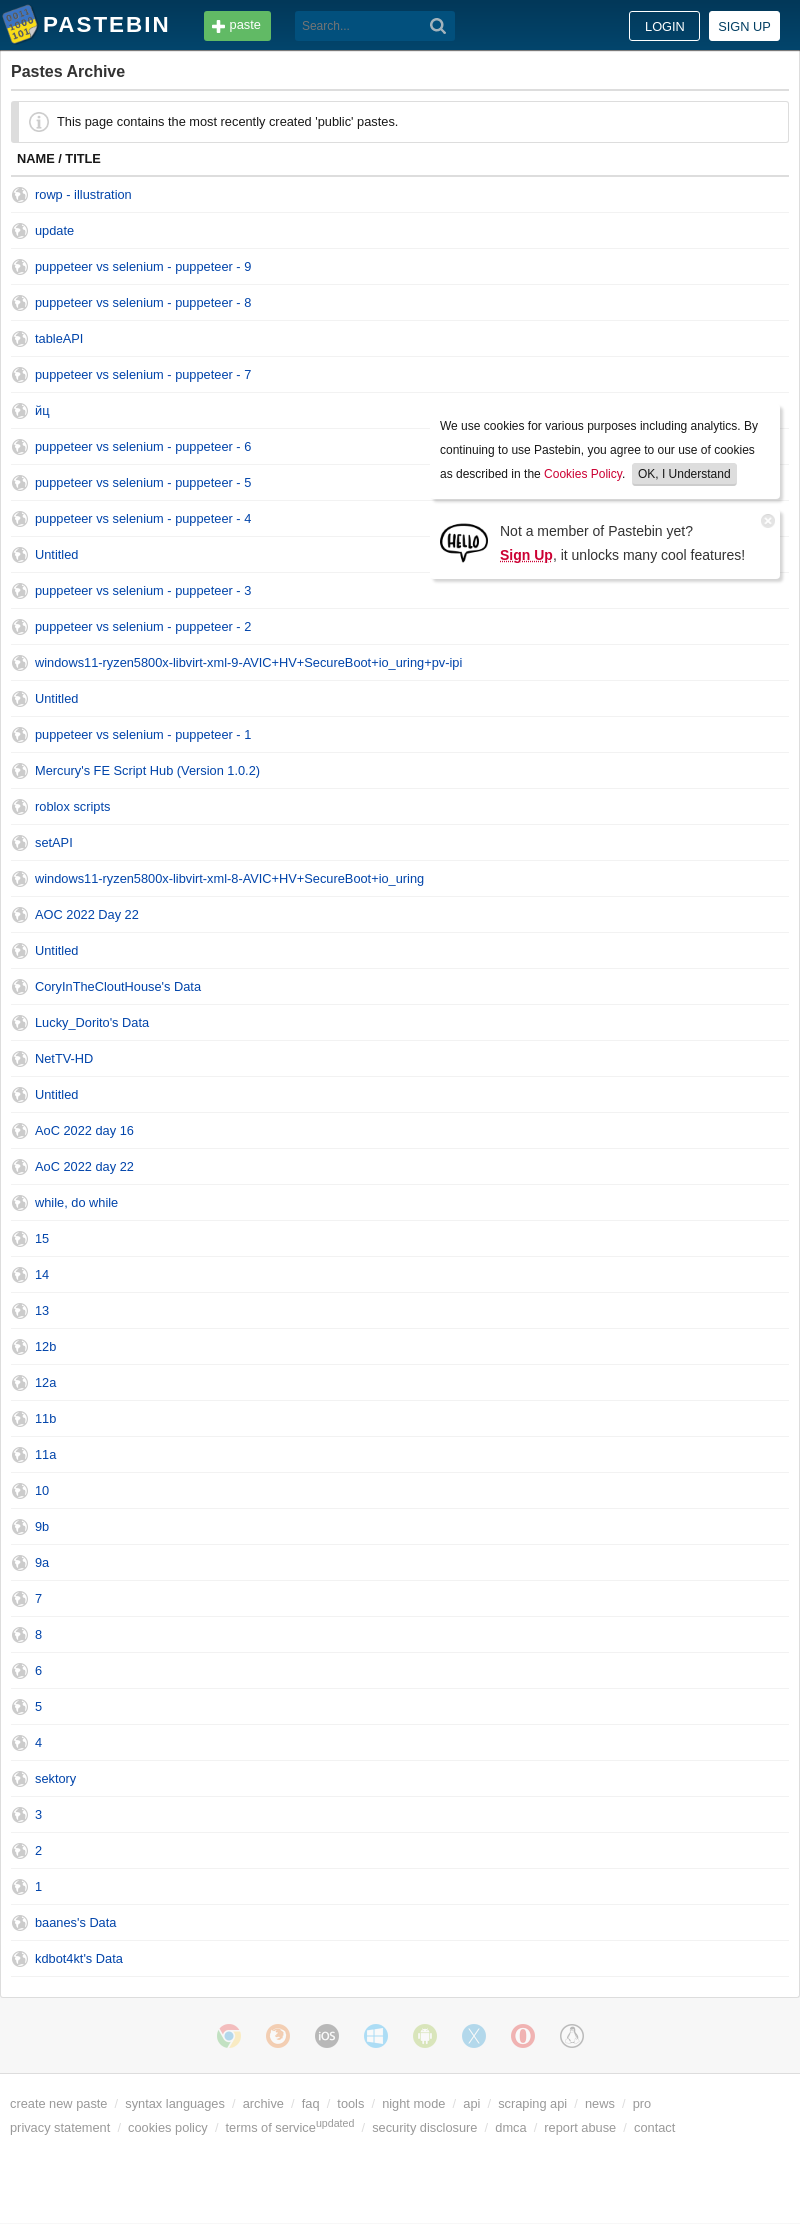 PASTEBIN
paste
Search...
LOGIN
SIGN UP
Pastes Archive
This page contains the most recently created 'public' pastes.
NAME / TITLE
rowp - illustration
update
puppeteer vs selenium - puppeteer - 9
puppeteer vs selenium - puppeteer - 8
tableAPI
puppeteer vs selenium - puppeteer - 7
йц
puppeteer vs selenium - puppeteer - 6
puppeteer vs selenium - puppeteer - 5
puppeteer vs selenium - puppeteer - 4
Untitled
puppeteer vs selenium - puppeteer - 3
puppeteer vs selenium - puppeteer - 2
windows11-ryzen5800x-libvirt-xml-9-AVIC+HV+SecureBoot+io_uring+pv-ipi
Untitled
puppeteer vs selenium - puppeteer - 1
Mercury's FE Script Hub (Version 1.0.2)
roblox scripts
setAPI
windows11-ryzen5800x-libvirt-xml-8-AVIC+HV+SecureBoot+io_uring
AOC 2022 Day 22
Untitled
CoryInTheCloutHouse's Data
Lucky_Dorito's Data
NetTV-HD
Untitled
AoC 2022 day 16
AoC 2022 day 22
while, do while
15
14
13
12b
12a
11b
11a
10
9b
9a
7
8
6
5
4
sektory
3
2
1
baanes's Data
kdbot4kt's Data
We use cookies for various purposes including analytics. By
continuing to use Pastebin, you agree to our use of cookies
as described in the Cookies Policy. OK, I Understand
HELLO
Not a member of Pastebin yet?
Sign Up, it unlocks many cool features!
iOS
create new paste / syntax languages / archive / faq / tools / night mode / api / scraping api / news / pro
privacy statement / cookies policy / terms of service updated / security disclosure / dmca / report abuse / contact